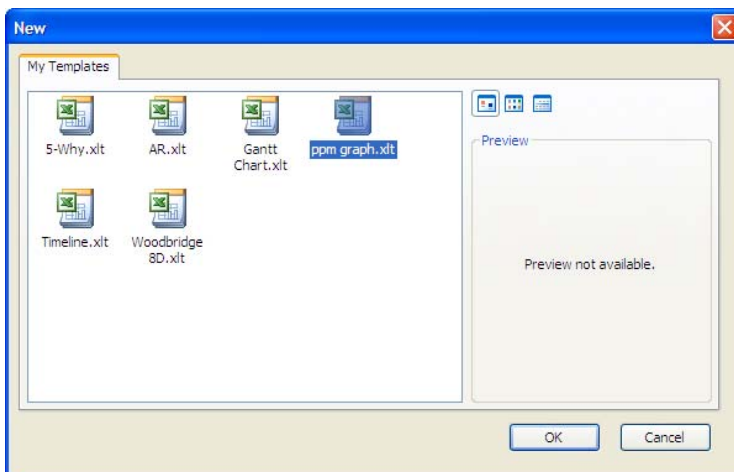 New
My Templates
5-Why.xlt
AR.xlt
Gantt
Chart.xlt
ppm graph.xlt
Timeline.xlt
Woodbridge
8D.xlt
Preview
Preview not available.
OK
Cancel